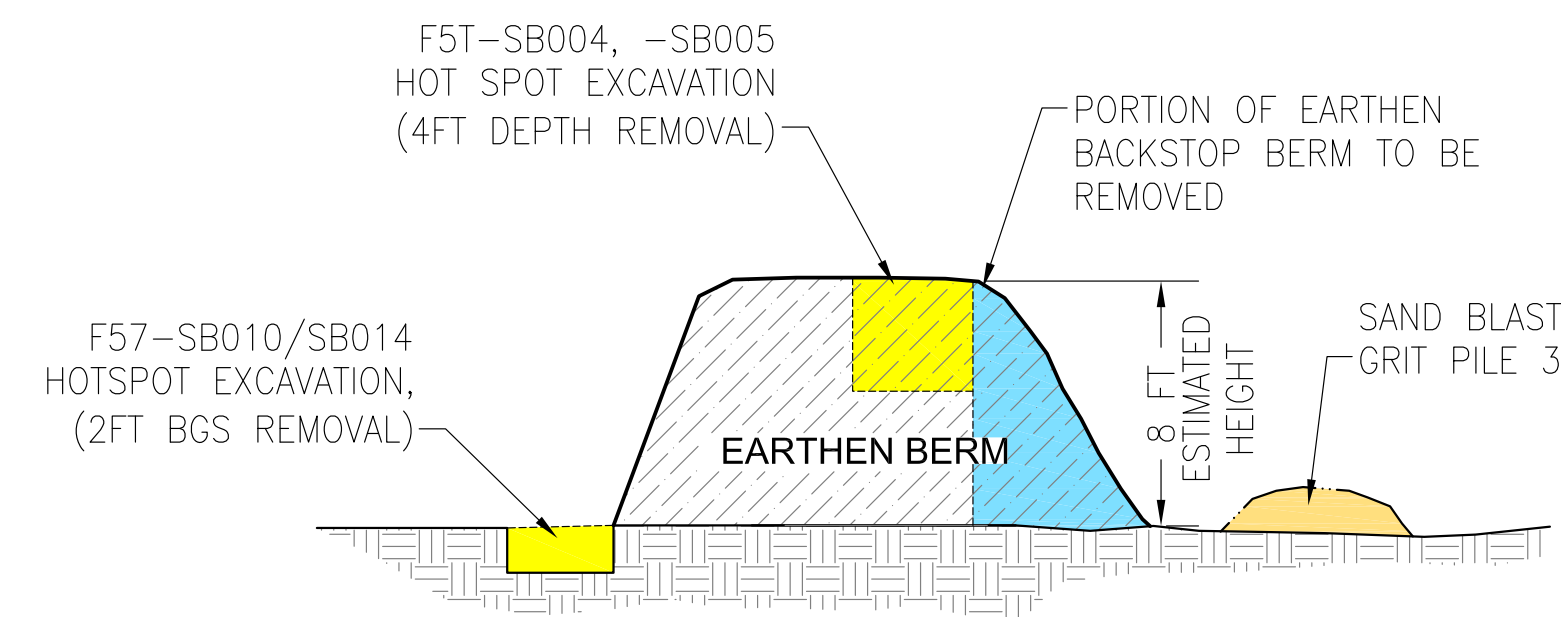 F5T-SB004, -SB005
HOT SPOT EXCAVATION
(4FT DEPTH REMOVAL)
PORTION OF EARTHEN
BACKSTOP BERM TO BE
REMOVED
F57-SB010/SB014
HOTSPOT EXCAVATION,
(2FT BGS REMOVAL)
EARTHEN BERM
8 FT
ESTIMATED
HEIGHT
SAND BLAST
GRIT PILE 3